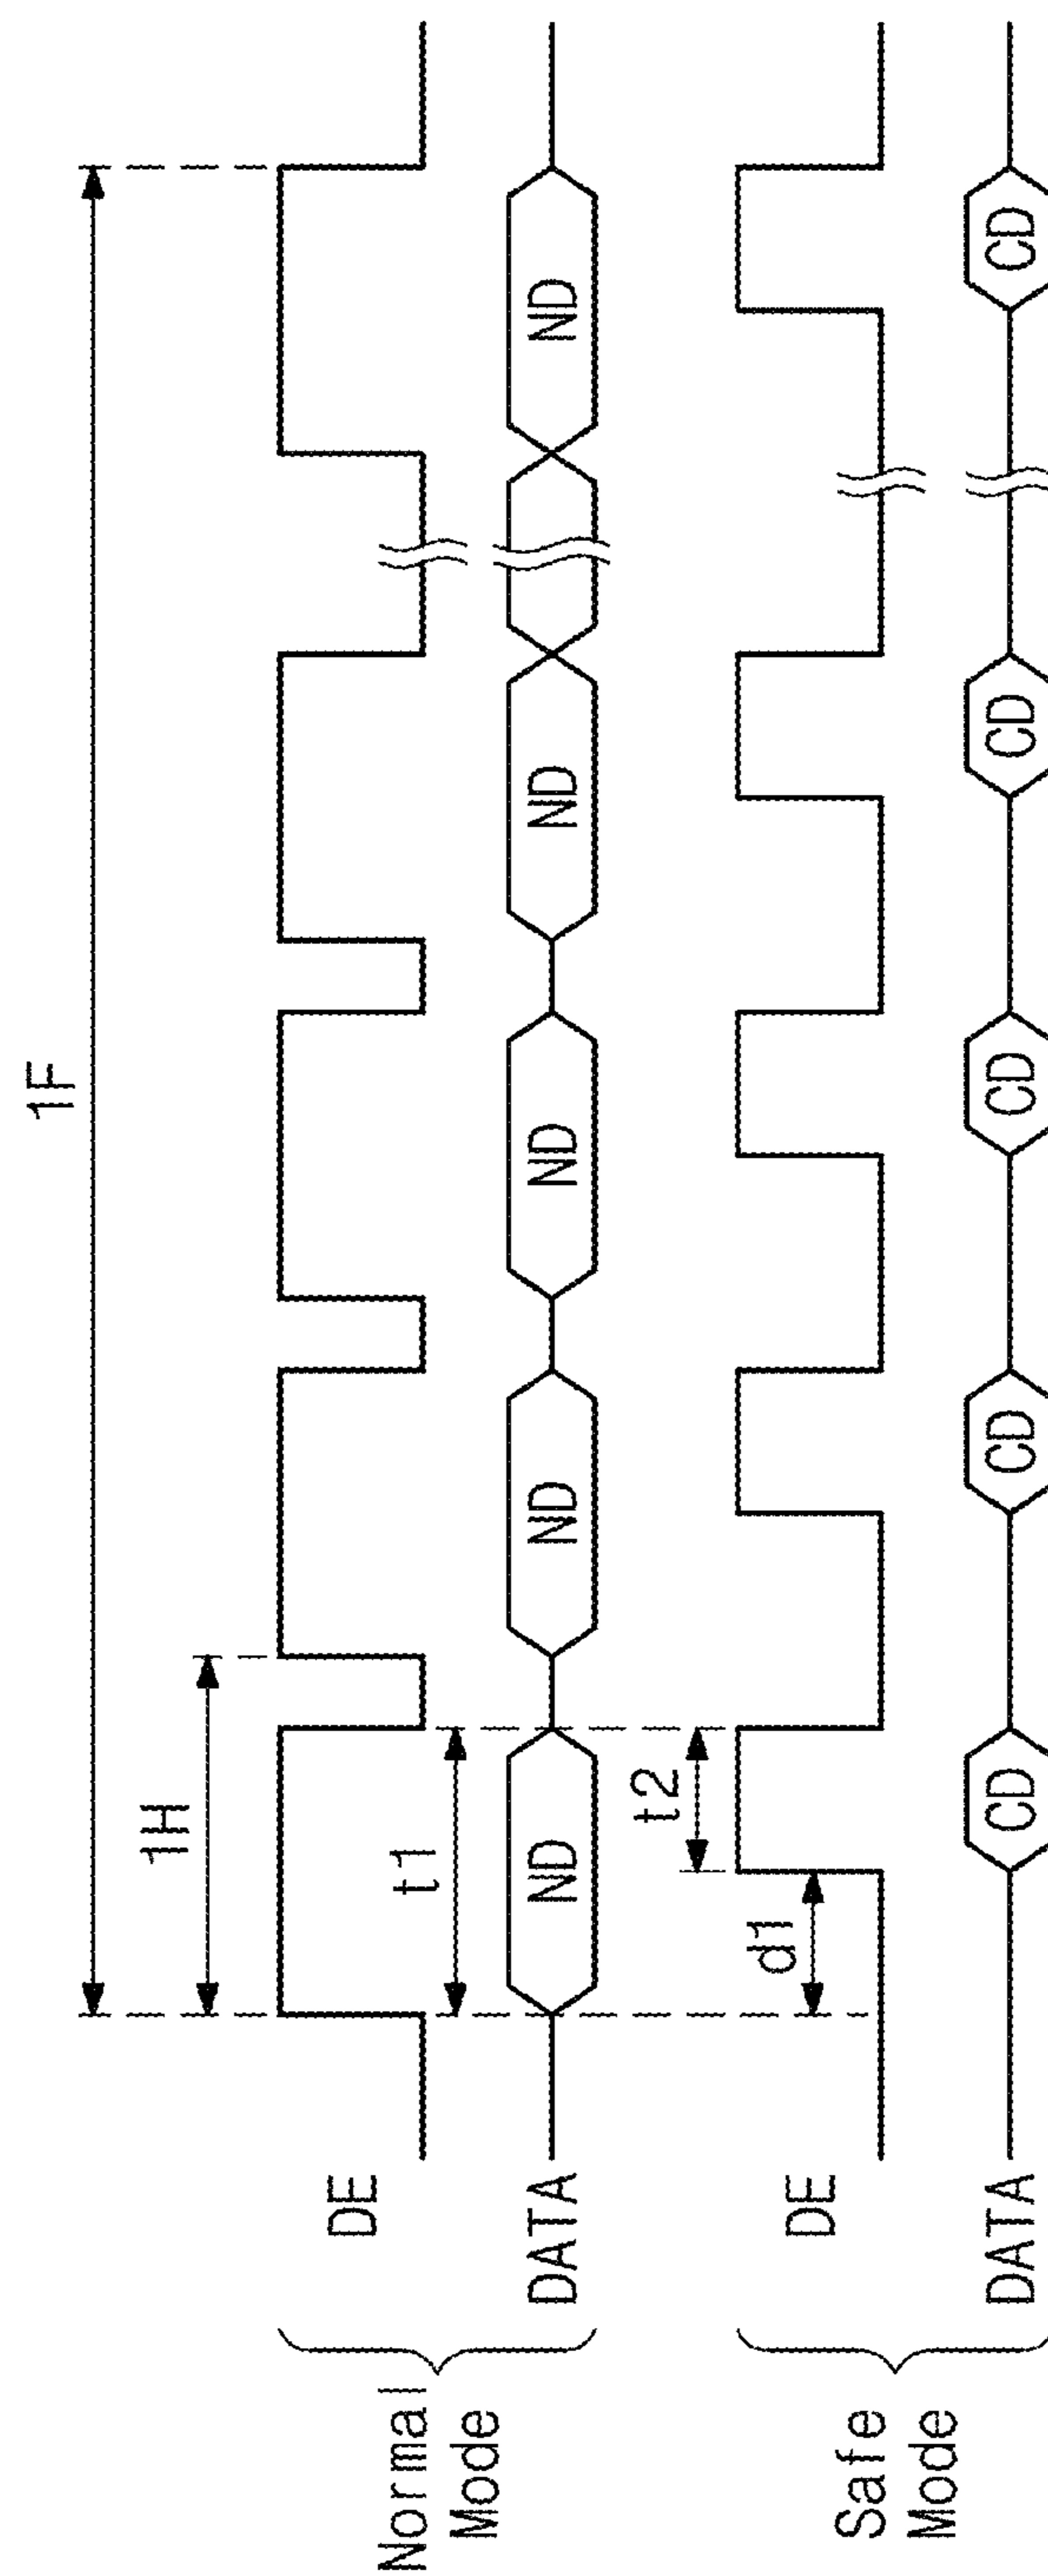 1F
1H
DE
t1
DATA
ND
ND
ND
ND
ND
Normal
Mode
t2
d1
DE
DATA
CD
CD
CD
CD
CD
Safe
Mode